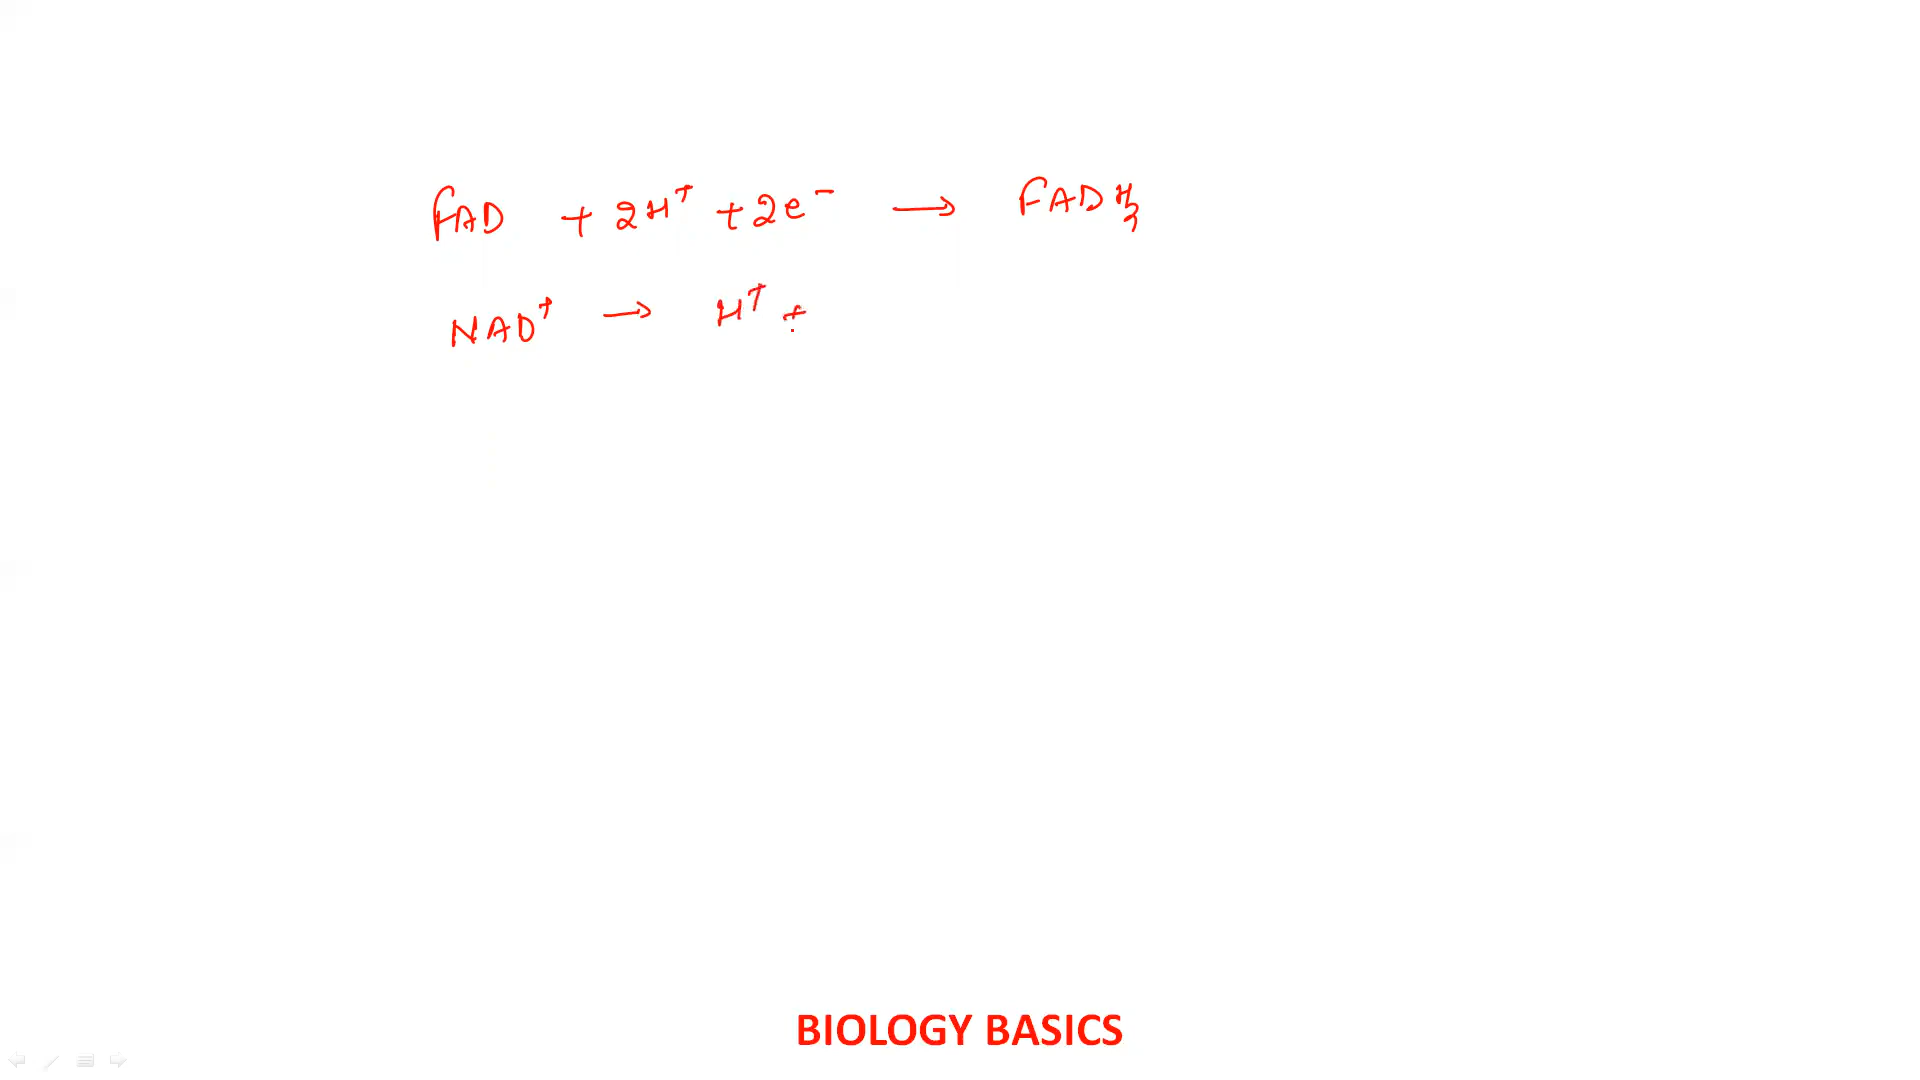 FAD + 2H⁺ + 2e⁻ → FADH₂
NAD⁺ → H⁺ +
BIOLOGY BASICS